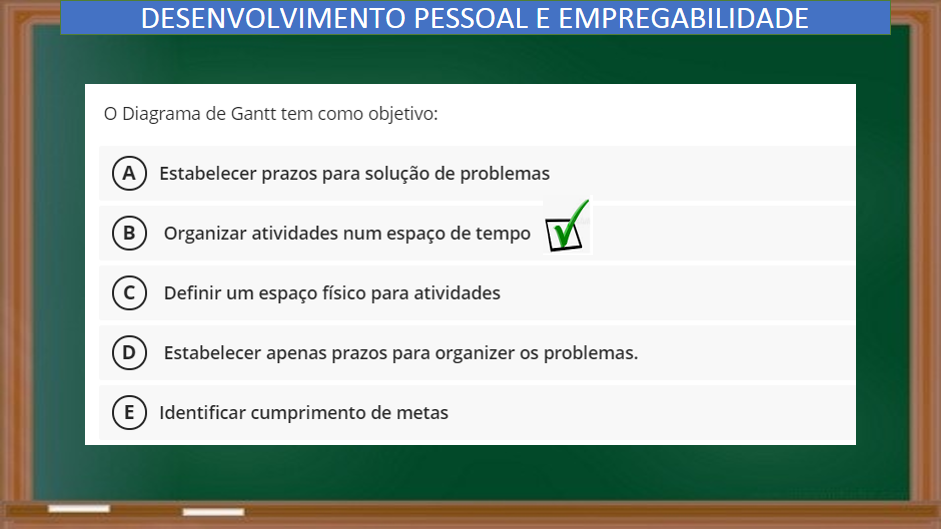 DESENVOLVIMENTO PESSOAL E EMPREGABILIDADE
O Diagrama de Gantt tem como objetivo:
A Estabelecer prazos para solução de problemas
B Organizar atividades num espaço de tempo
C Definir um espaço físico para atividades
D Estabelecer apenas prazos para organizer os problemas.
E Identificar cumprimento de metas